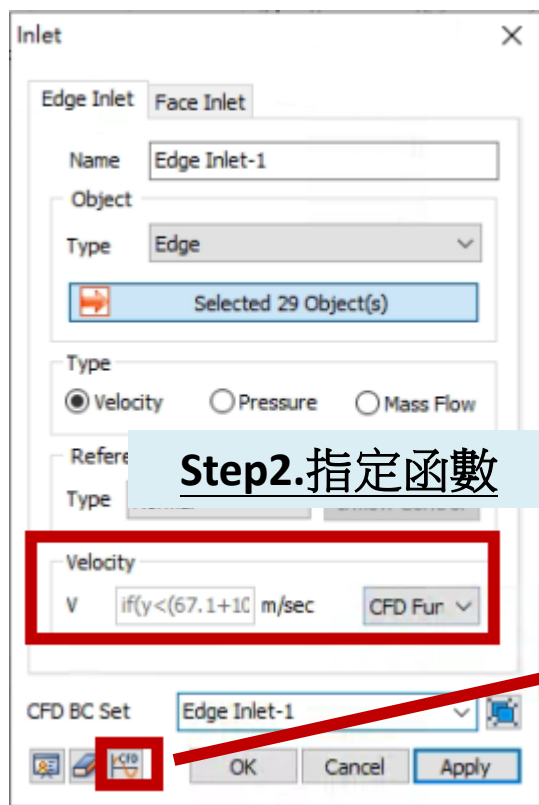 Inlet
Edge Inlet Face Inlet
Name Edge Inlet-1
Object
Type Edge
Selected 29 Object(s)
Type
Velocity Pressure Mass Flow
Step2.指定函數
Type
Velocity
V if(y<(67.1+10 m/sec CFD Fun
CFD BC Set Edge Inlet-1
CFD OK Cancel Apply